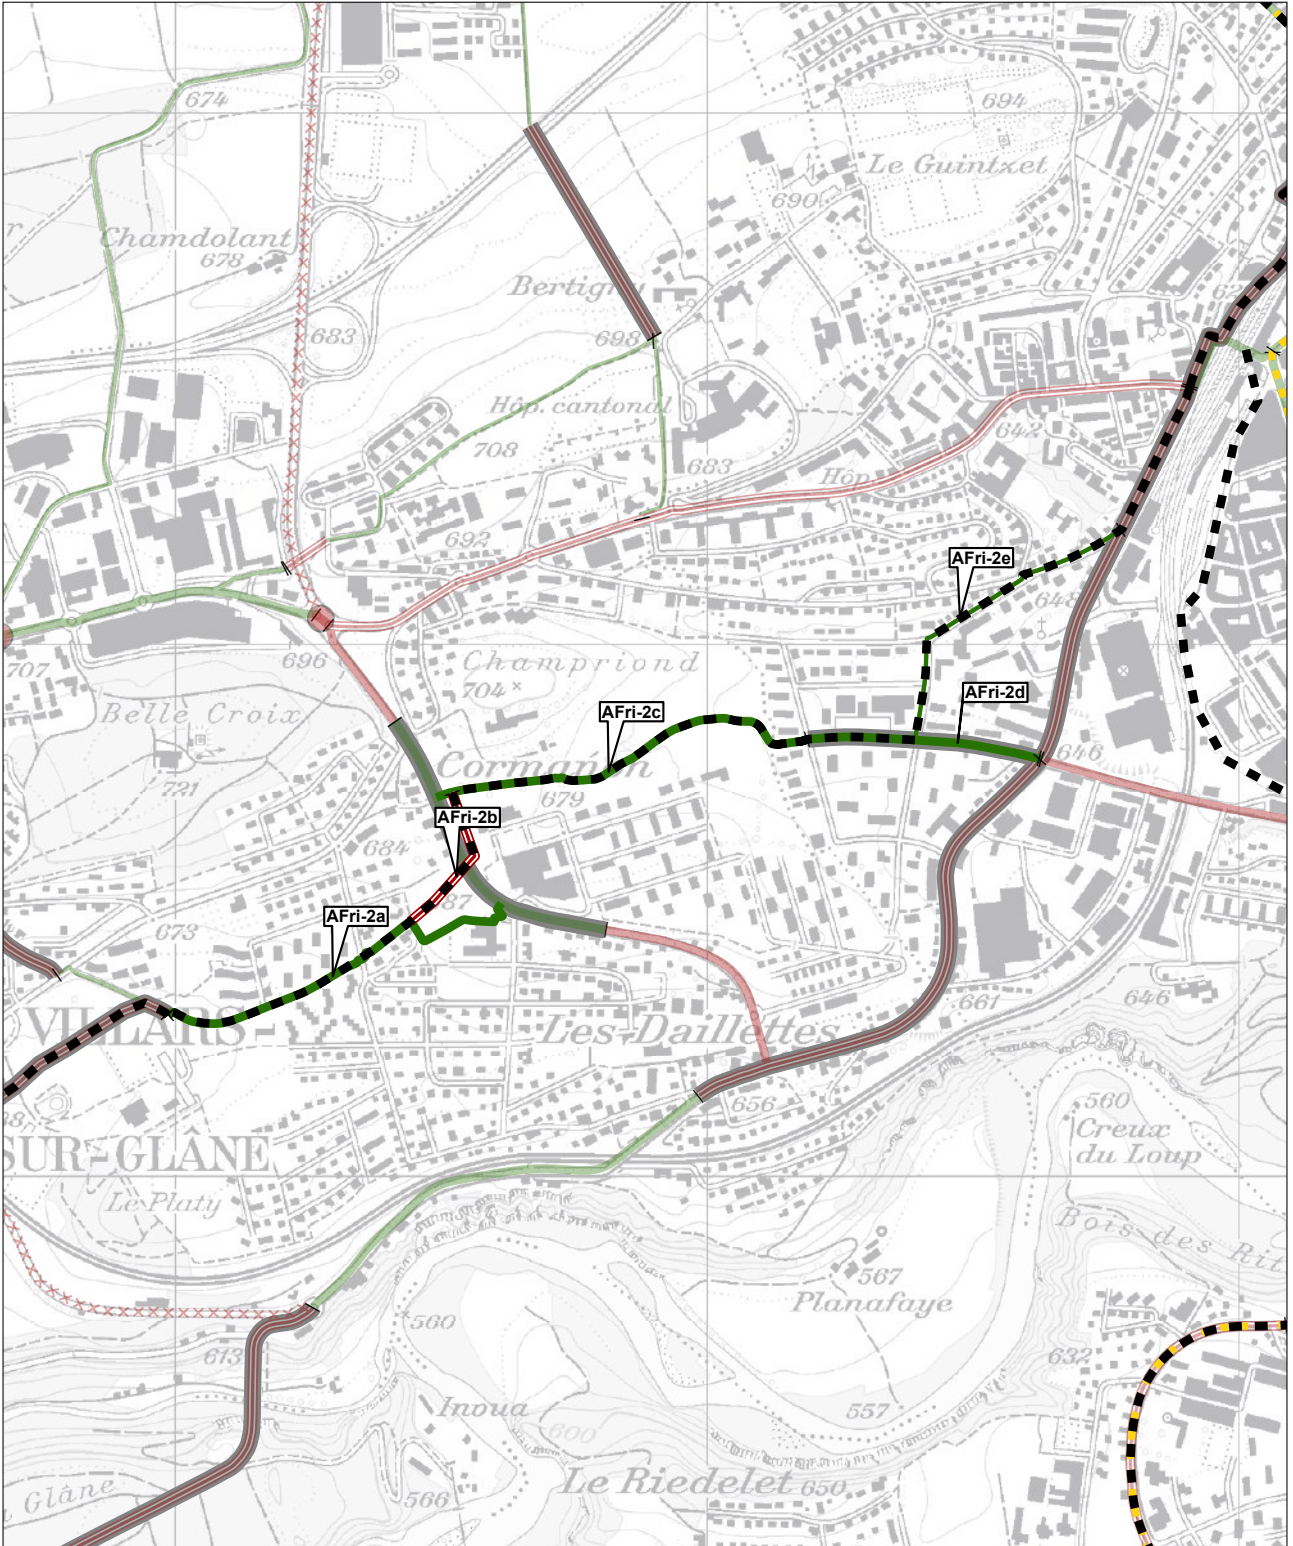 674
694
Le Guintzet
690
r
Chamdolant
678
Bertigny
683
698
Hôp. cantonal
642
708
683
Hôp.
692
AFri-2e
648
696
Champriond
707
704
AFri-2d
Belle Croix
AFri-2c
646
Cormanon
721
679
AFri-2b
684
687
AFri-2a
673
661
646
VILLARS-
Les-Daillettes
656
560
Creux
du Loup
SUR-GLÂNE
Le Platy
Bois des Rit
567
Planafaye
560
613
632
Inoua
557
600
Le Riedelet 650
Glâne
566